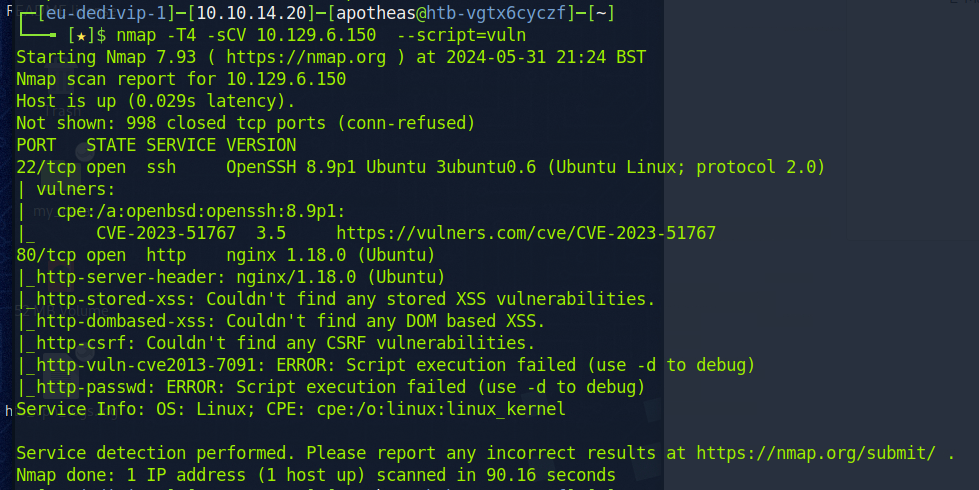 [eu-dedivip-1]─[10.10.14.20]─[apotheas@htb-vgtx6cyczf]─[~]
[★]$ nmap -T4 -sCV 10.129.6.150  --script=vuln
Starting Nmap 7.93 ( https://nmap.org ) at 2024-05-31 21:24 BST
Nmap scan report for 10.129.6.150
Host is up (0.029s latency).
Not shown: 998 closed tcp ports (conn-refused)
PORT   STATE SERVICE VERSION
22/tcp open  ssh     OpenSSH 8.9p1 Ubuntu 3ubuntu0.6 (Ubuntu Linux; protocol 2.0)
| vulners:
|   cpe:/a:openbsd:openssh:8.9p1:
|_      CVE-2023-51767  3.5     https://vulners.com/cve/CVE-2023-51767
80/tcp open  http    nginx 1.18.0 (Ubuntu)
|_http-server-header: nginx/1.18.0 (Ubuntu)
|_http-stored-xss: Couldn't find any stored XSS vulnerabilities.
|_http-dombased-xss: Couldn't find any DOM based XSS.
|_http-csrf: Couldn't find any CSRF vulnerabilities.
|_http-vuln-cve2013-7091: ERROR: Script execution failed (use -d to debug)
|_http-passwd: ERROR: Script execution failed (use -d to debug)
Service Info: OS: Linux; CPE: cpe:/o:linux:linux_kernel
Service detection performed. Please report any incorrect results at https://nmap.org/submit/ .
Nmap done: 1 IP address (1 host up) scanned in 90.16 seconds